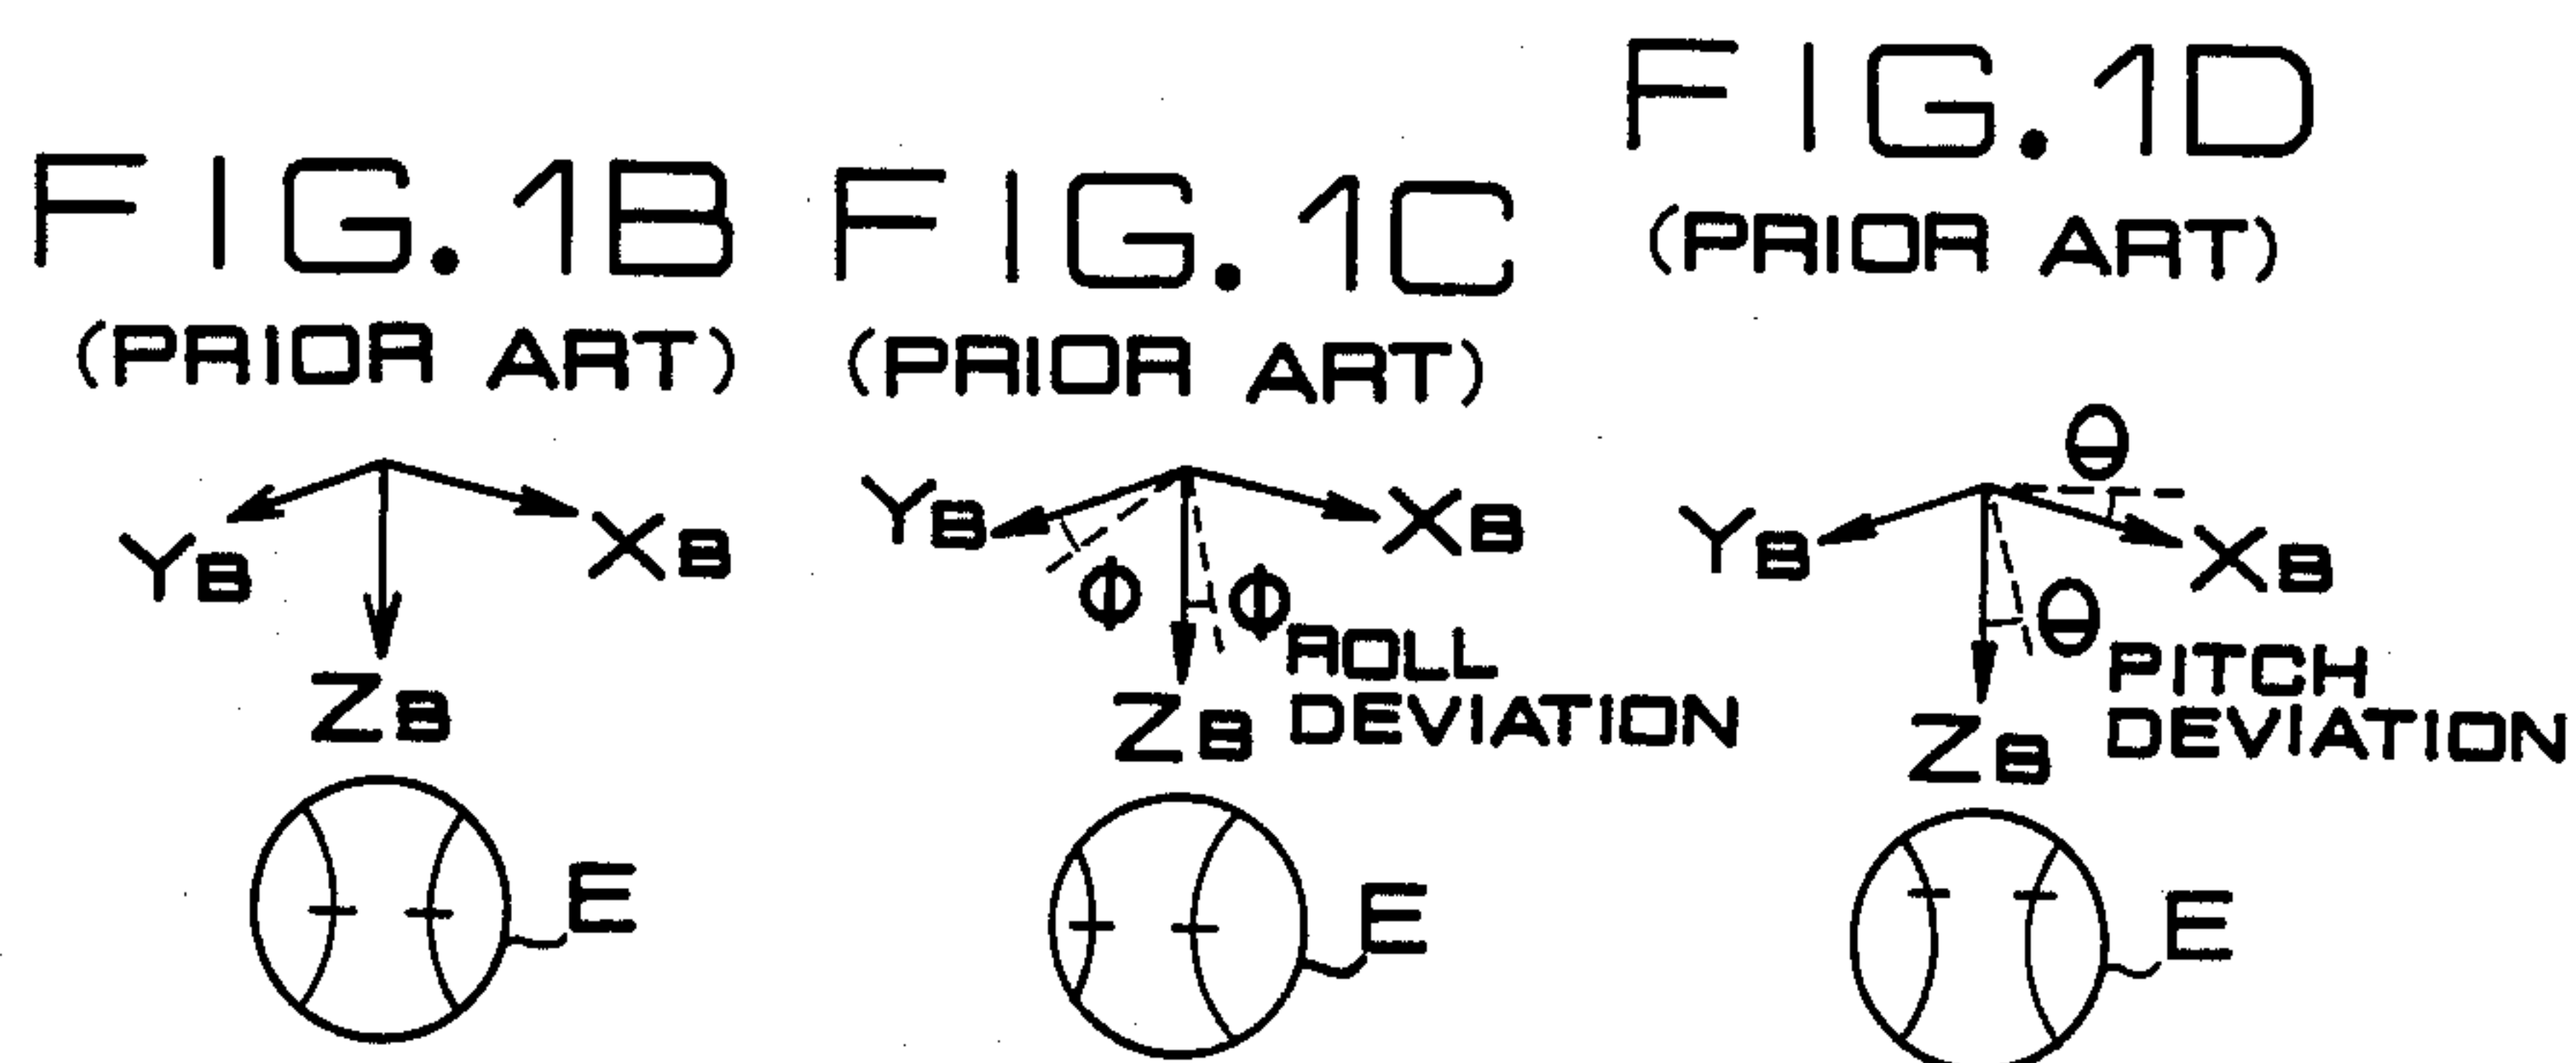 FIG. 1B
(PRIOR ART)
YB
XB
ZB
E
FIG. 1C
(PRIOR ART)
YB
XB
Φ
Φ
ROLL
DEVIATION
ZB
E
FIG. 1D
(PRIOR ART)
θ
YB
XB
θ
PITCH
DEVIATION
ZB
E